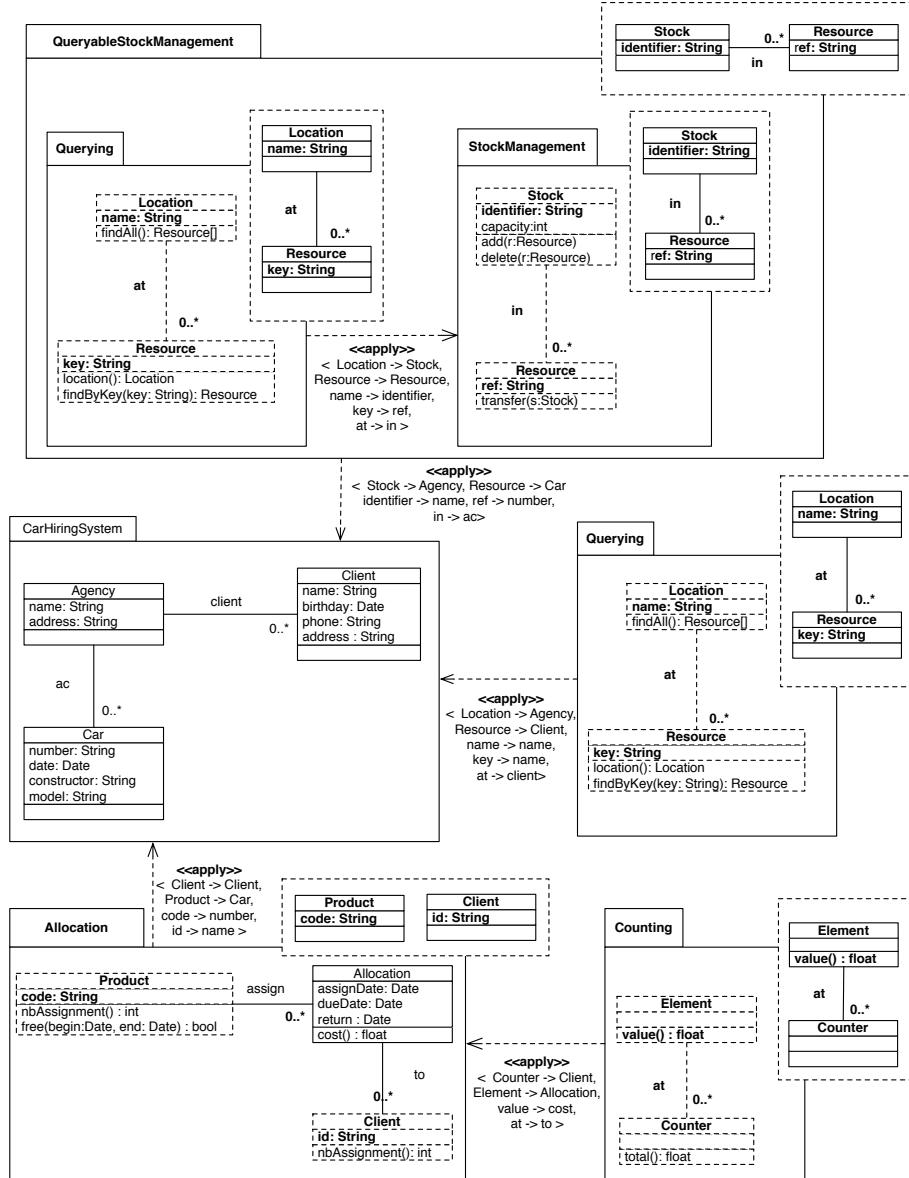 QueryableStockManagement
Stock
identifier: String
0..*
in
Resource
ref: String
Querying
Location
name: String
at
0..*
Resource
key: String
Location
name: String
findAll(): Resource[]
at
0..*
Resource
key: String
location(): Location
findByKey(key: String): Resource
<<apply>>
< Location -> Stock,
Resource -> Resource,
name -> identifier,
key -> ref,
at -> in >
StockManagement
Stock
identifier: String
in
0..*
Resource
ref: String
Stock
identifier: String
capacity:int
add(r:Resource)
delete(r:Resource)
in
0..*
Resource
ref: String
transfer(s:Stock)
<<apply>>
< Stock -> Agency, Resource -> Car
identifier -> name, ref -> number,
in -> ac>
CarHiringSystem
Agency
name: String
address: String
client
0..*
Client
name: String
birthday: Date
phone: String
address : String
ac
0..*
Car
number: String
date: Date
constructor: String
model: String
Querying
Location
name: String
at
0..*
Resource
key: String
Location
name: String
findAll(): Resource[]
at
0..*
Resource
key: String
location(): Location
findByKey(key: String): Resource
<<apply>>
< Location -> Agency,
Resource -> Client,
name -> name,
key -> name,
at -> client>
<<apply>>
< Client -> Client,
Product -> Car,
code -> number,
id -> name >
Allocation
Product
code: String
Client
id: String
Product
code: String
nbAssignment() : int
free(begin:Date, end: Date) : bool
assign
0..*
Allocation
assignDate: Date
dueDate: Date
return : Date
cost() : float
to
0..*
Client
id: String
nbAssignment(): int
<<apply>>
< Counter -> Client,
Element -> Allocation,
value -> cost,
at -> to >
Counting
Element
value() : float
at
0..*
Counter
Element
value() : float
at
0..*
Counter
total(): float